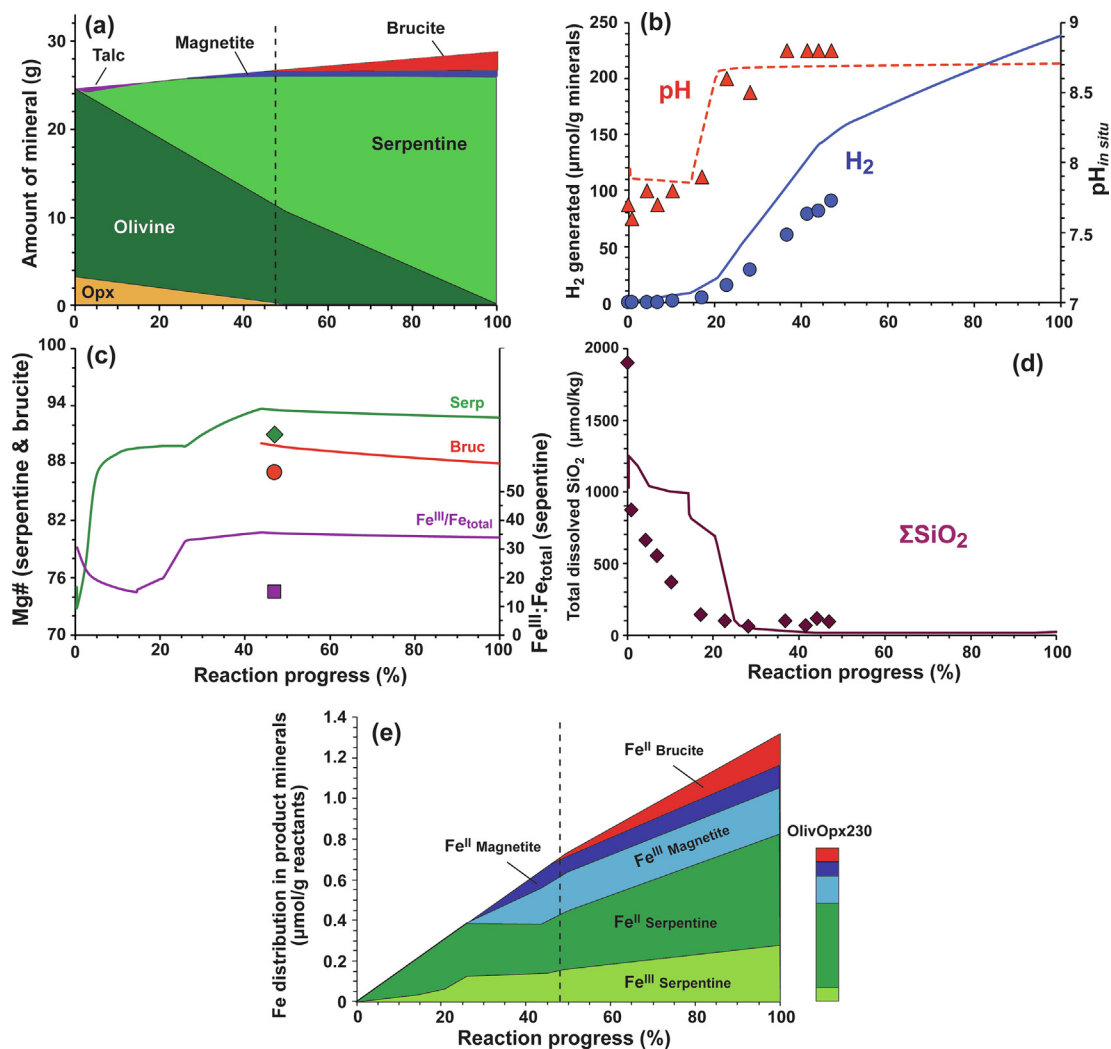 (a)
Talc
Magnetite
Brucite
Serpentine
Olivine
Opx
Amount of mineral (g)
30
20
10
0
0 20 40 60 80 100
(b)
pH
H2
H2 generated (µmol/g minerals)
250
200
150
100
50
0
pHin situ
9
8.5
8
7.5
7
0 20 40 60 80 100
(c)
Serp
Bruc
FeIII/Fetotal
Mg# (serpentine & brucite)
100
94
88
82
76
70
FeIII:Fetotal (sepentine)
50
40
30
20
10
0
0 20 40 60 80 100
Reaction progress (%)
(d)
ΣSiO2
Total dissolved SiO2 (µmol/kg)
2000
1500
1000
500
0
0 20 40 60 80 100
Reaction progress (%)
(e)
FeII Brucite
FeII Magnetite
FeIII Magnetite
FeII Serpentine
FeIII Serpentine
OlivOpx230
Fe distribution in product minerals
(µmol/g reactants)
1.4
1.2
1.0
0.8
0.6
0.4
0.2
0
0 20 40 60 80 100
Reaction progress (%)